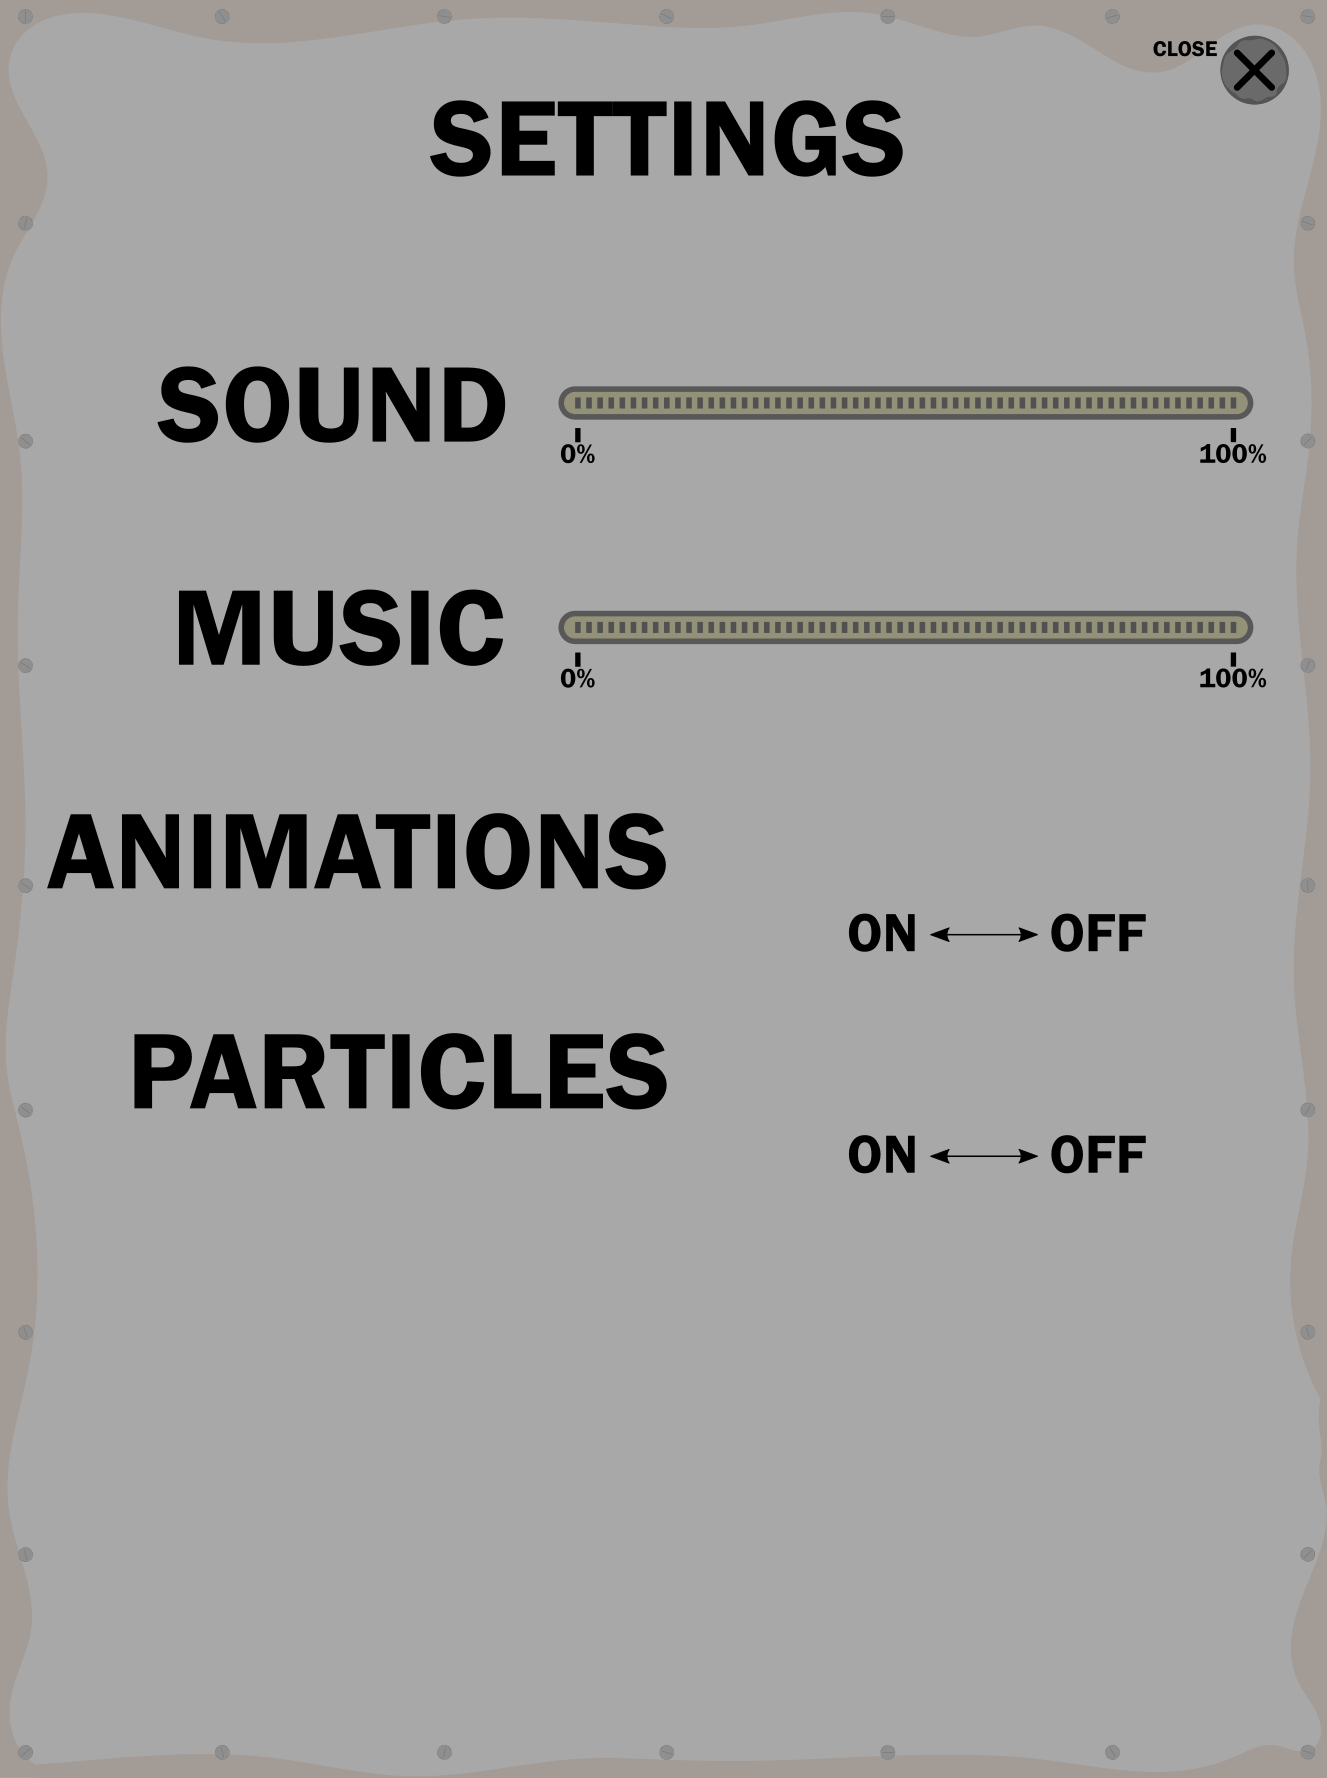 CLOSE
SETTINGS
SOUND
0% 100%
MUSIC
0% 100%
ANIMATIONS
ON OFF
PARTICLES
ON OFF